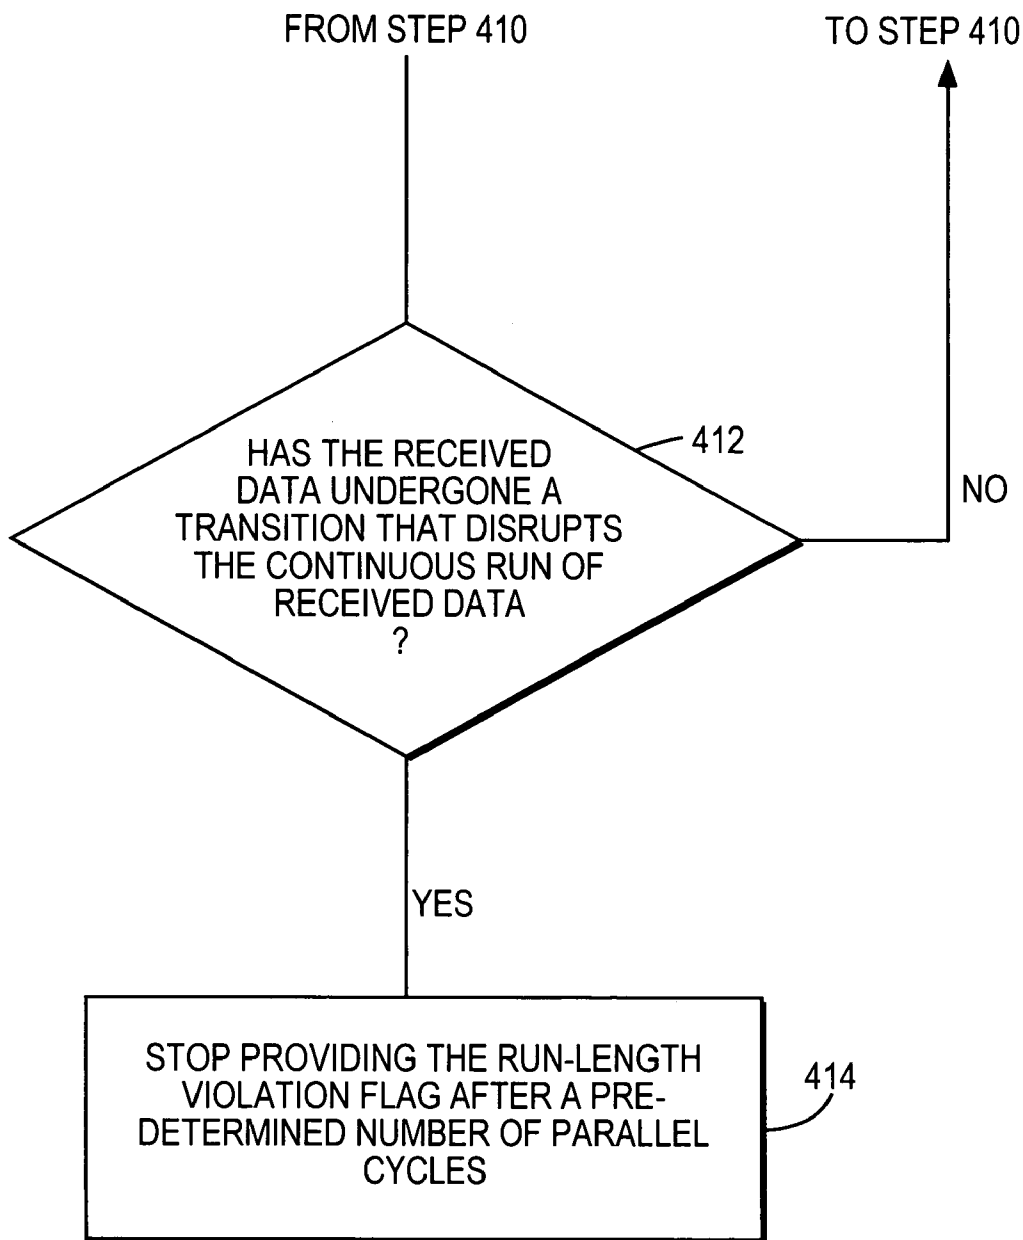 FROM STEP 410
TO STEP 410
412
HAS THE RECEIVED
DATA UNDERGONE A
TRANSITION THAT DISRUPTS
THE CONTINUOUS RUN OF
RECEIVED DATA
?
NO
YES
STOP PROVIDING THE RUN-LENGTH
VIOLATION FLAG AFTER A PRE-
DETERMINED NUMBER OF PARALLEL
CYCLES
414